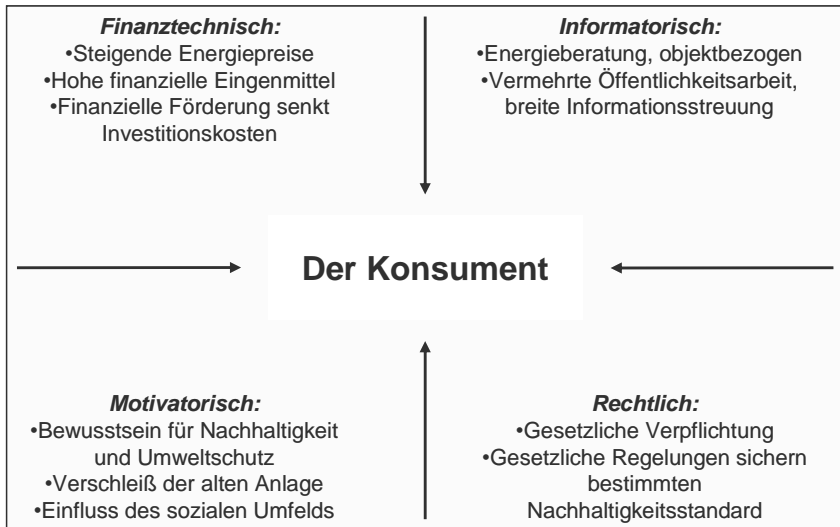 Finanztechnisch:
•Steigende Energiepreise
•Hohe finanzielle Eingenmittel
•Finanzielle Förderung senkt
Investitionskosten
Informatorisch:
•Energieberatung, objektbezogen
•Vermehrte Öffentlichkeitsarbeit,
breite Informationsstreuung
Der Konsument
Motivatorisch:
•Bewusstsein für Nachhaltigkeit
und Umweltschutz
•Verschleiß der alten Anlage
•Einfluss des sozialen Umfelds
Rechtlich:
•Gesetzliche Verpflichtung
•Gesetzliche Regelungen sichern
bestimmten
Nachhaltigkeitsstandard